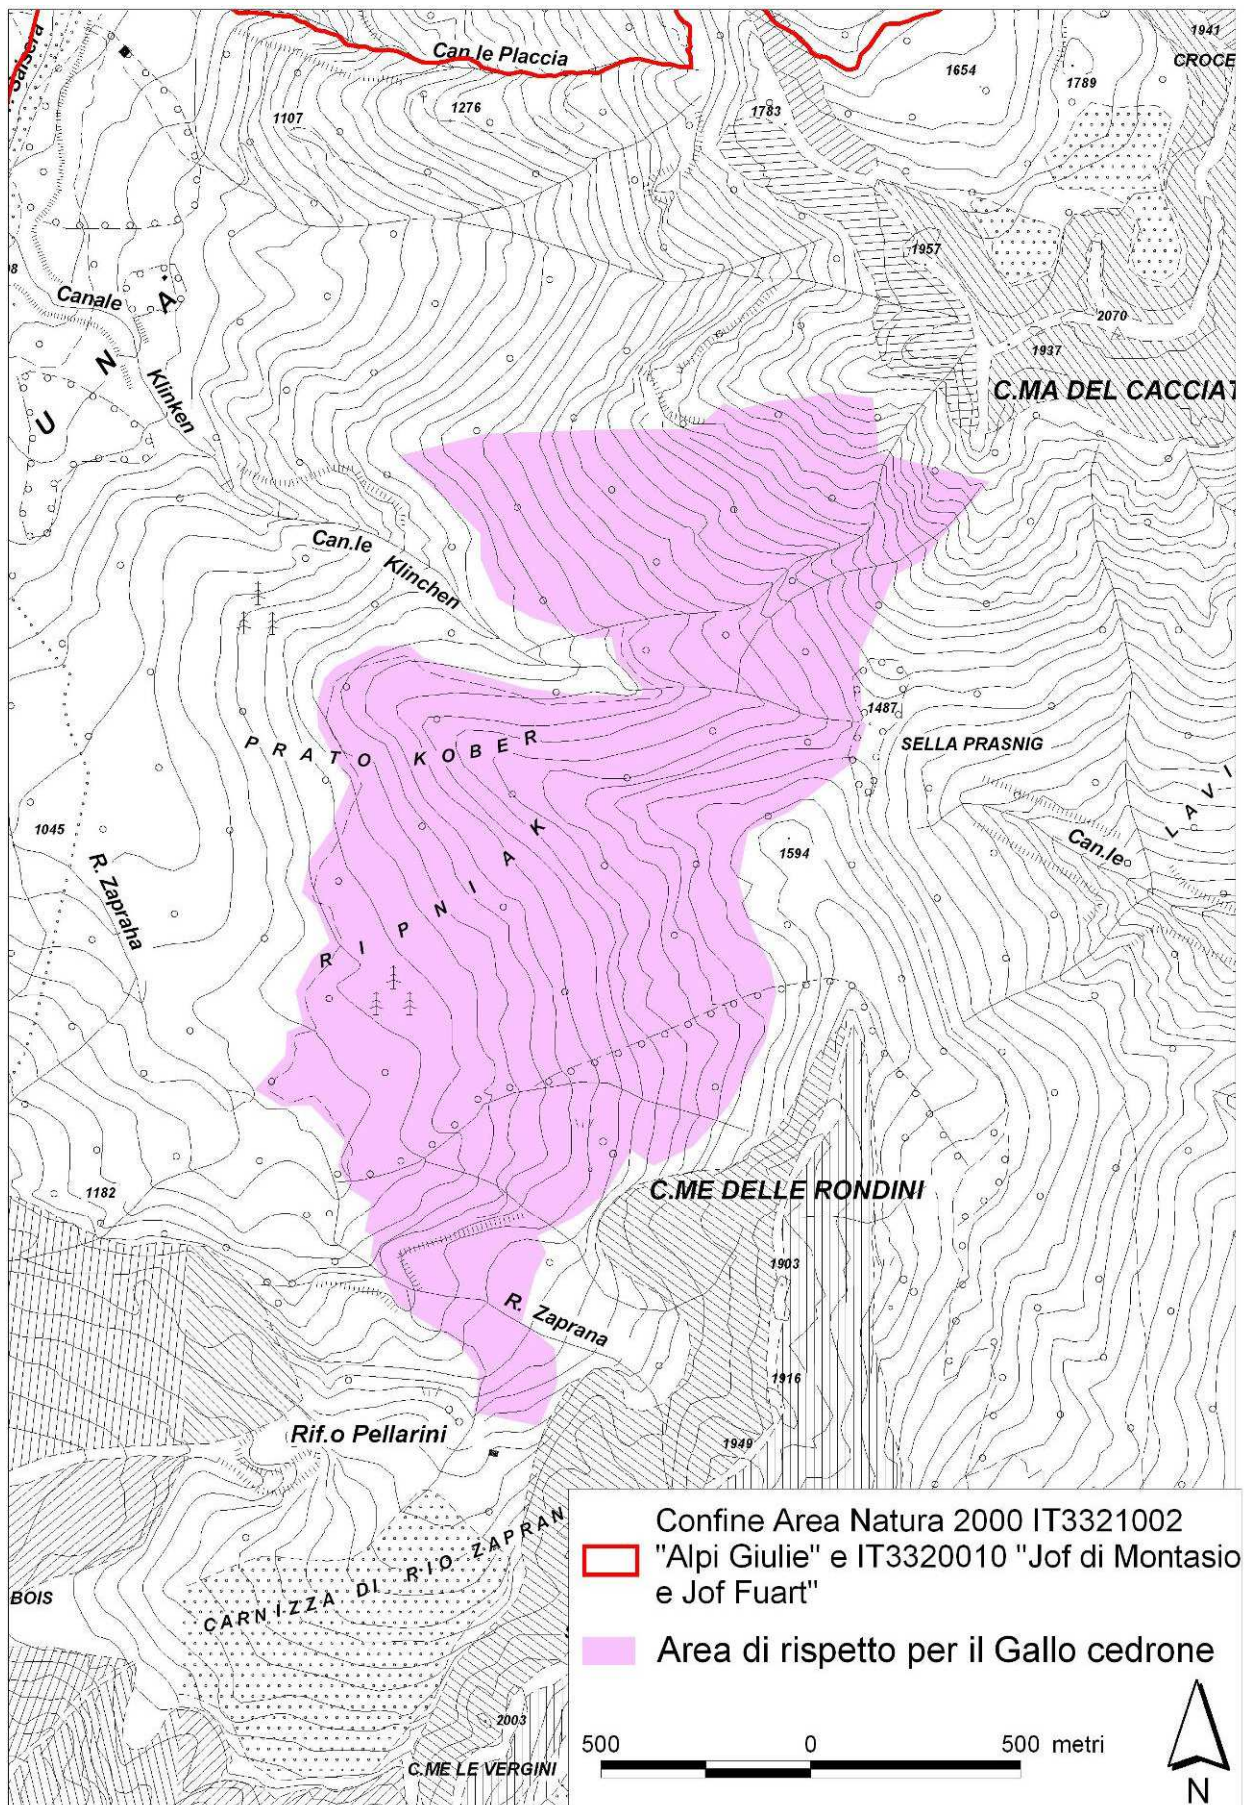 Can.le Placcia
1941
CROCE
1654
1789
1276
1107
1783
1957
Canale
A
2070
N
1937
Klinken
C.MA DEL CACCIAT
U
Can.le Klinchen
1487
PRATO KOBER
SELLA PRASNIG
LAVI
1045
RIPNIAK
1594
Can.le
R. Zapraha
1182
C.ME DELLE RONDINI
1903
R. Zaprana
1916
Rif.o Pellarini
1949
CARNIZZA DI RIO ZAPRAN
BOIS
2003
C.ME LE VERGINI
Confine Area Natura 2000 IT3321002
"Alpi Giulie" e IT3320010 "Jof di Montasio
e Jof Fuart"
Area di rispetto per il Gallo cedrone
500 0 500 metri
N